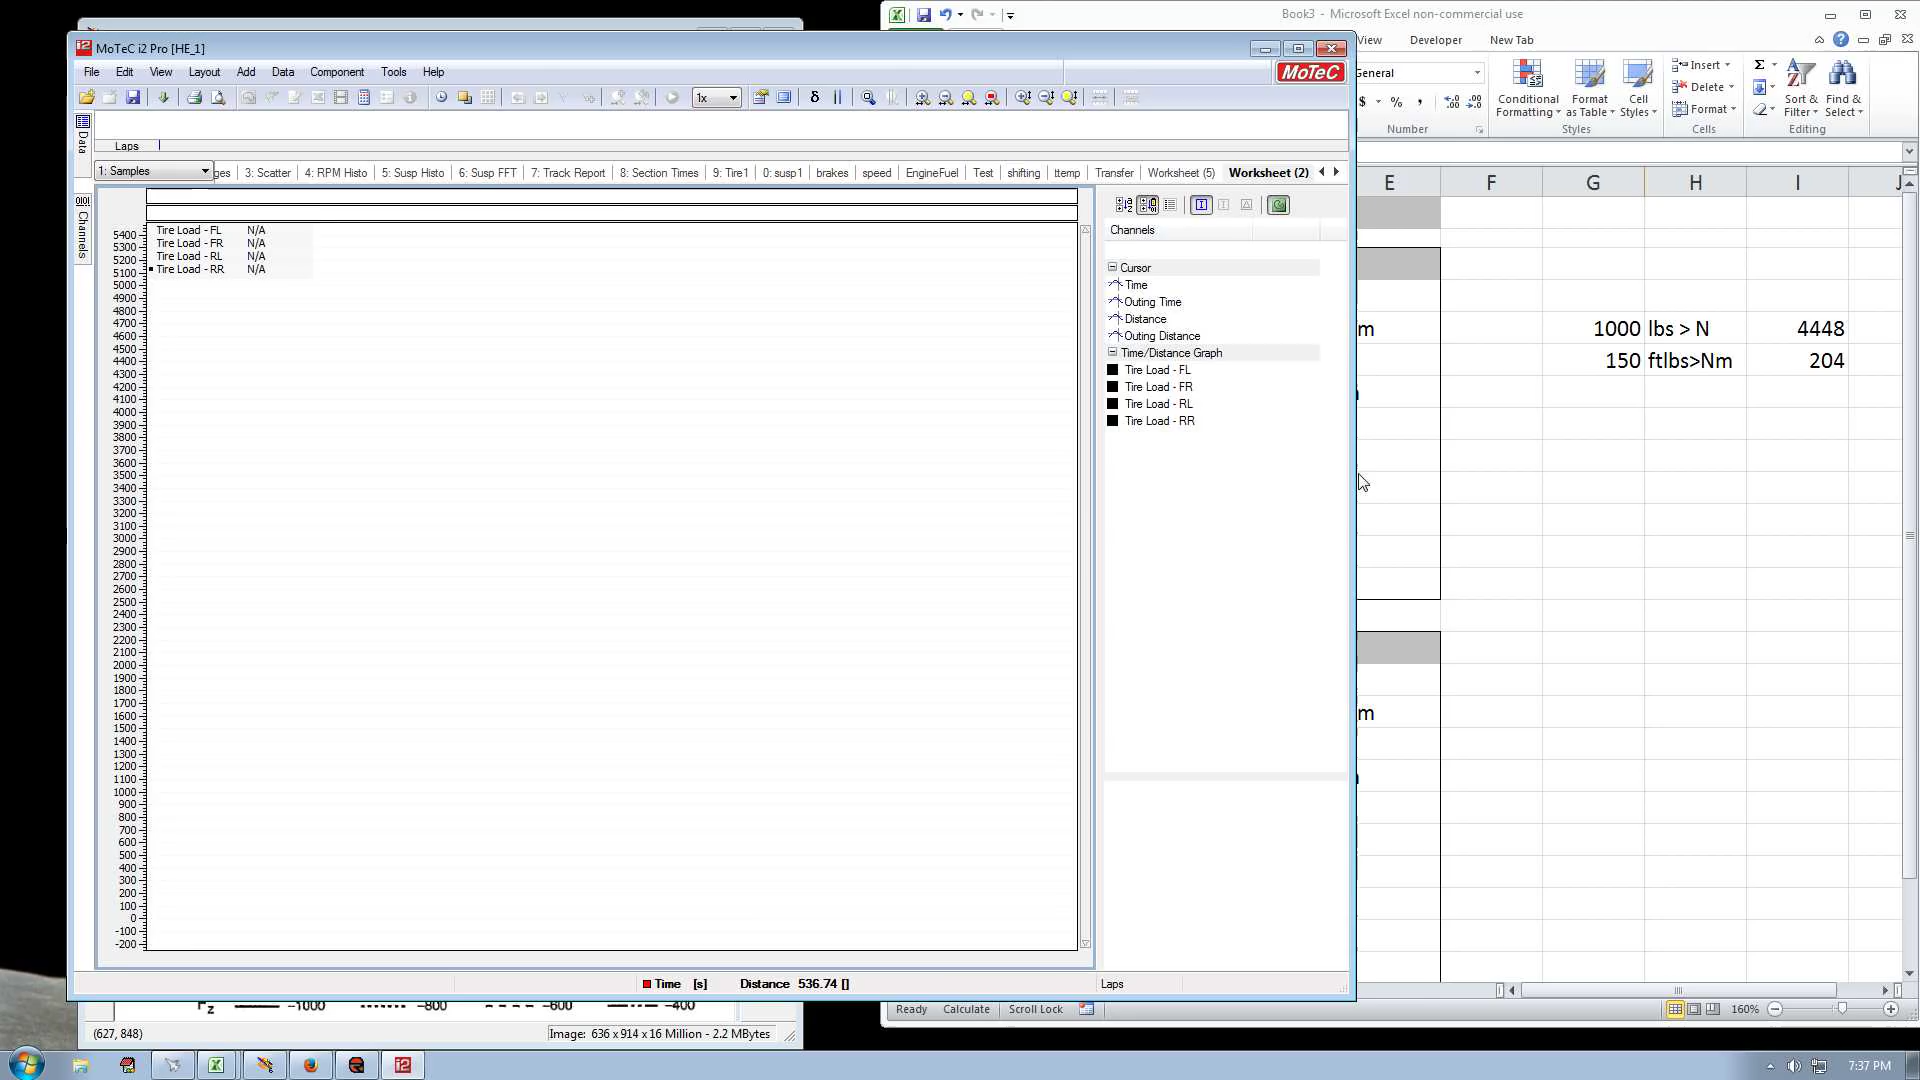 Book3 - Microsoft Excel non-commercial use
View Developer New Tab
General
$ % ,
Number
Conditional Formatting
Format as Table
Cell Styles
Styles
Insert
Delete
Format
Cells
Sort & Filter
Find & Select
Editing
MoTeC i2 Pro [HE_1]
File Edit View Layout Add Data Component Tools Help
MoTeC
1x
δ
Data
Channels
Laps
1: Samples
ges 3: Scatter 4: RPM Histo 5: Susp Histo 6: Susp FFT 7: Track Report 8: Section Times 9: Tire1 0: susp1 brakes speed EngineFuel Test shifting ttemp Transfer Worksheet (5) Worksheet (2)
Tire Load - FL N/A
Tire Load - FR N/A
Tire Load - RL N/A
Tire Load - RR N/A
5400
5300
5200
5100
5000
4900
4800
4700
4600
4500
4400
4300
4200
4100
4000
3900
3800
3700
3600
3500
3400
3300
3200
3100
3000
2900
2800
2700
2600
2500
2400
2300
2200
2100
2000
1900
1800
1700
1600
1500
1400
1300
1200
1100
1000
900
800
700
600
500
400
300
200
100
0
-100
-200
Channels
Cursor
Time
Outing Time
Distance
Outing Distance
Time/Distance Graph
Tire Load - FL
Tire Load - FR
Tire Load - RL
Tire Load - RR
Time [s] Distance 536.74 []
Laps
E F G H I J
m 1000 lbs > N 4448
150 ftlbs>Nm 204
m
Ready Calculate Scroll Lock 160%
Fz -1000 -800 -600 -400
(627, 848) Image: 636 x 914 x 16 Million - 2.2 MBytes
7:37 PM